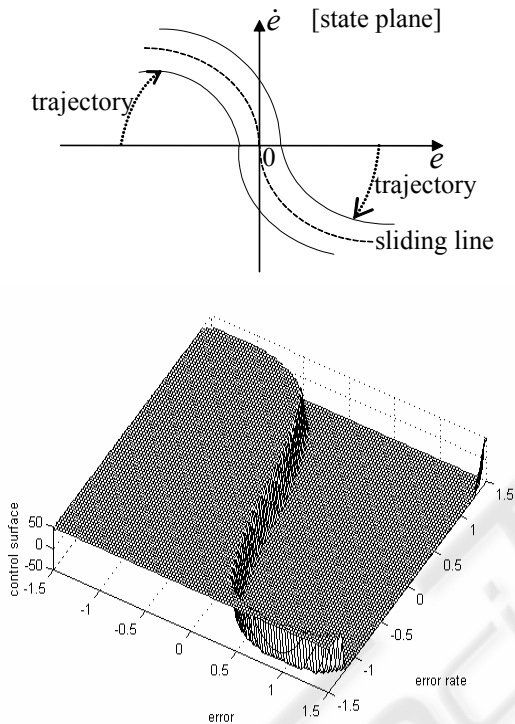 ė [state plane]
trajectory
0
e
trajectory
sliding line
control surface
50
0
-50
-1.5
-1
-0.5
0
0.5
1
1.5
error
-1.5
-1
-0.5
0
0.5
1
1.5
error rate